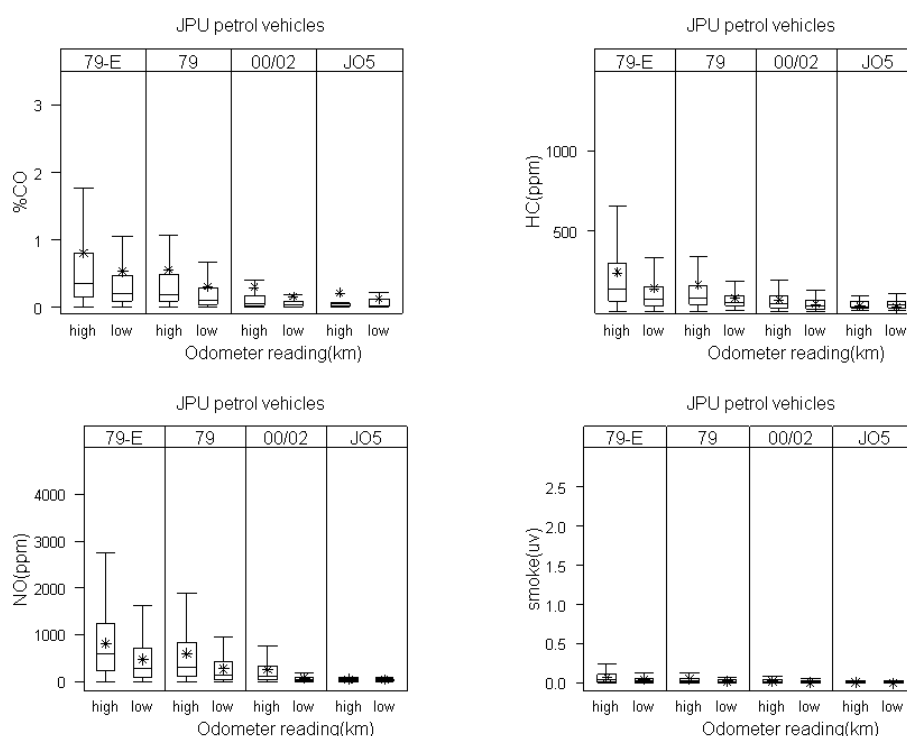 JPU petrol vehicles
79-E 79 00/02 JO5
3
2
1
0
%CO
high low high low high low high low
Odometer reading(km)
JPU petrol vehicles
79-E 79 00/02 JO5
1000
500
HC(ppm)
high low high low high low high low
Odometer reading(km)
JPU petrol vehicles
79-E 79 00/02 JO5
4000
3000
2000
1000
0
NO(ppm)
high low high low high low high low
Odometer reading(km)
JPU petrol vehicles
79-E 79 00/02 JO5
2.5
2.0
1.5
1.0
0.5
0.0
smoke(uv)
high low high low high low high low
Odometer reading(km)